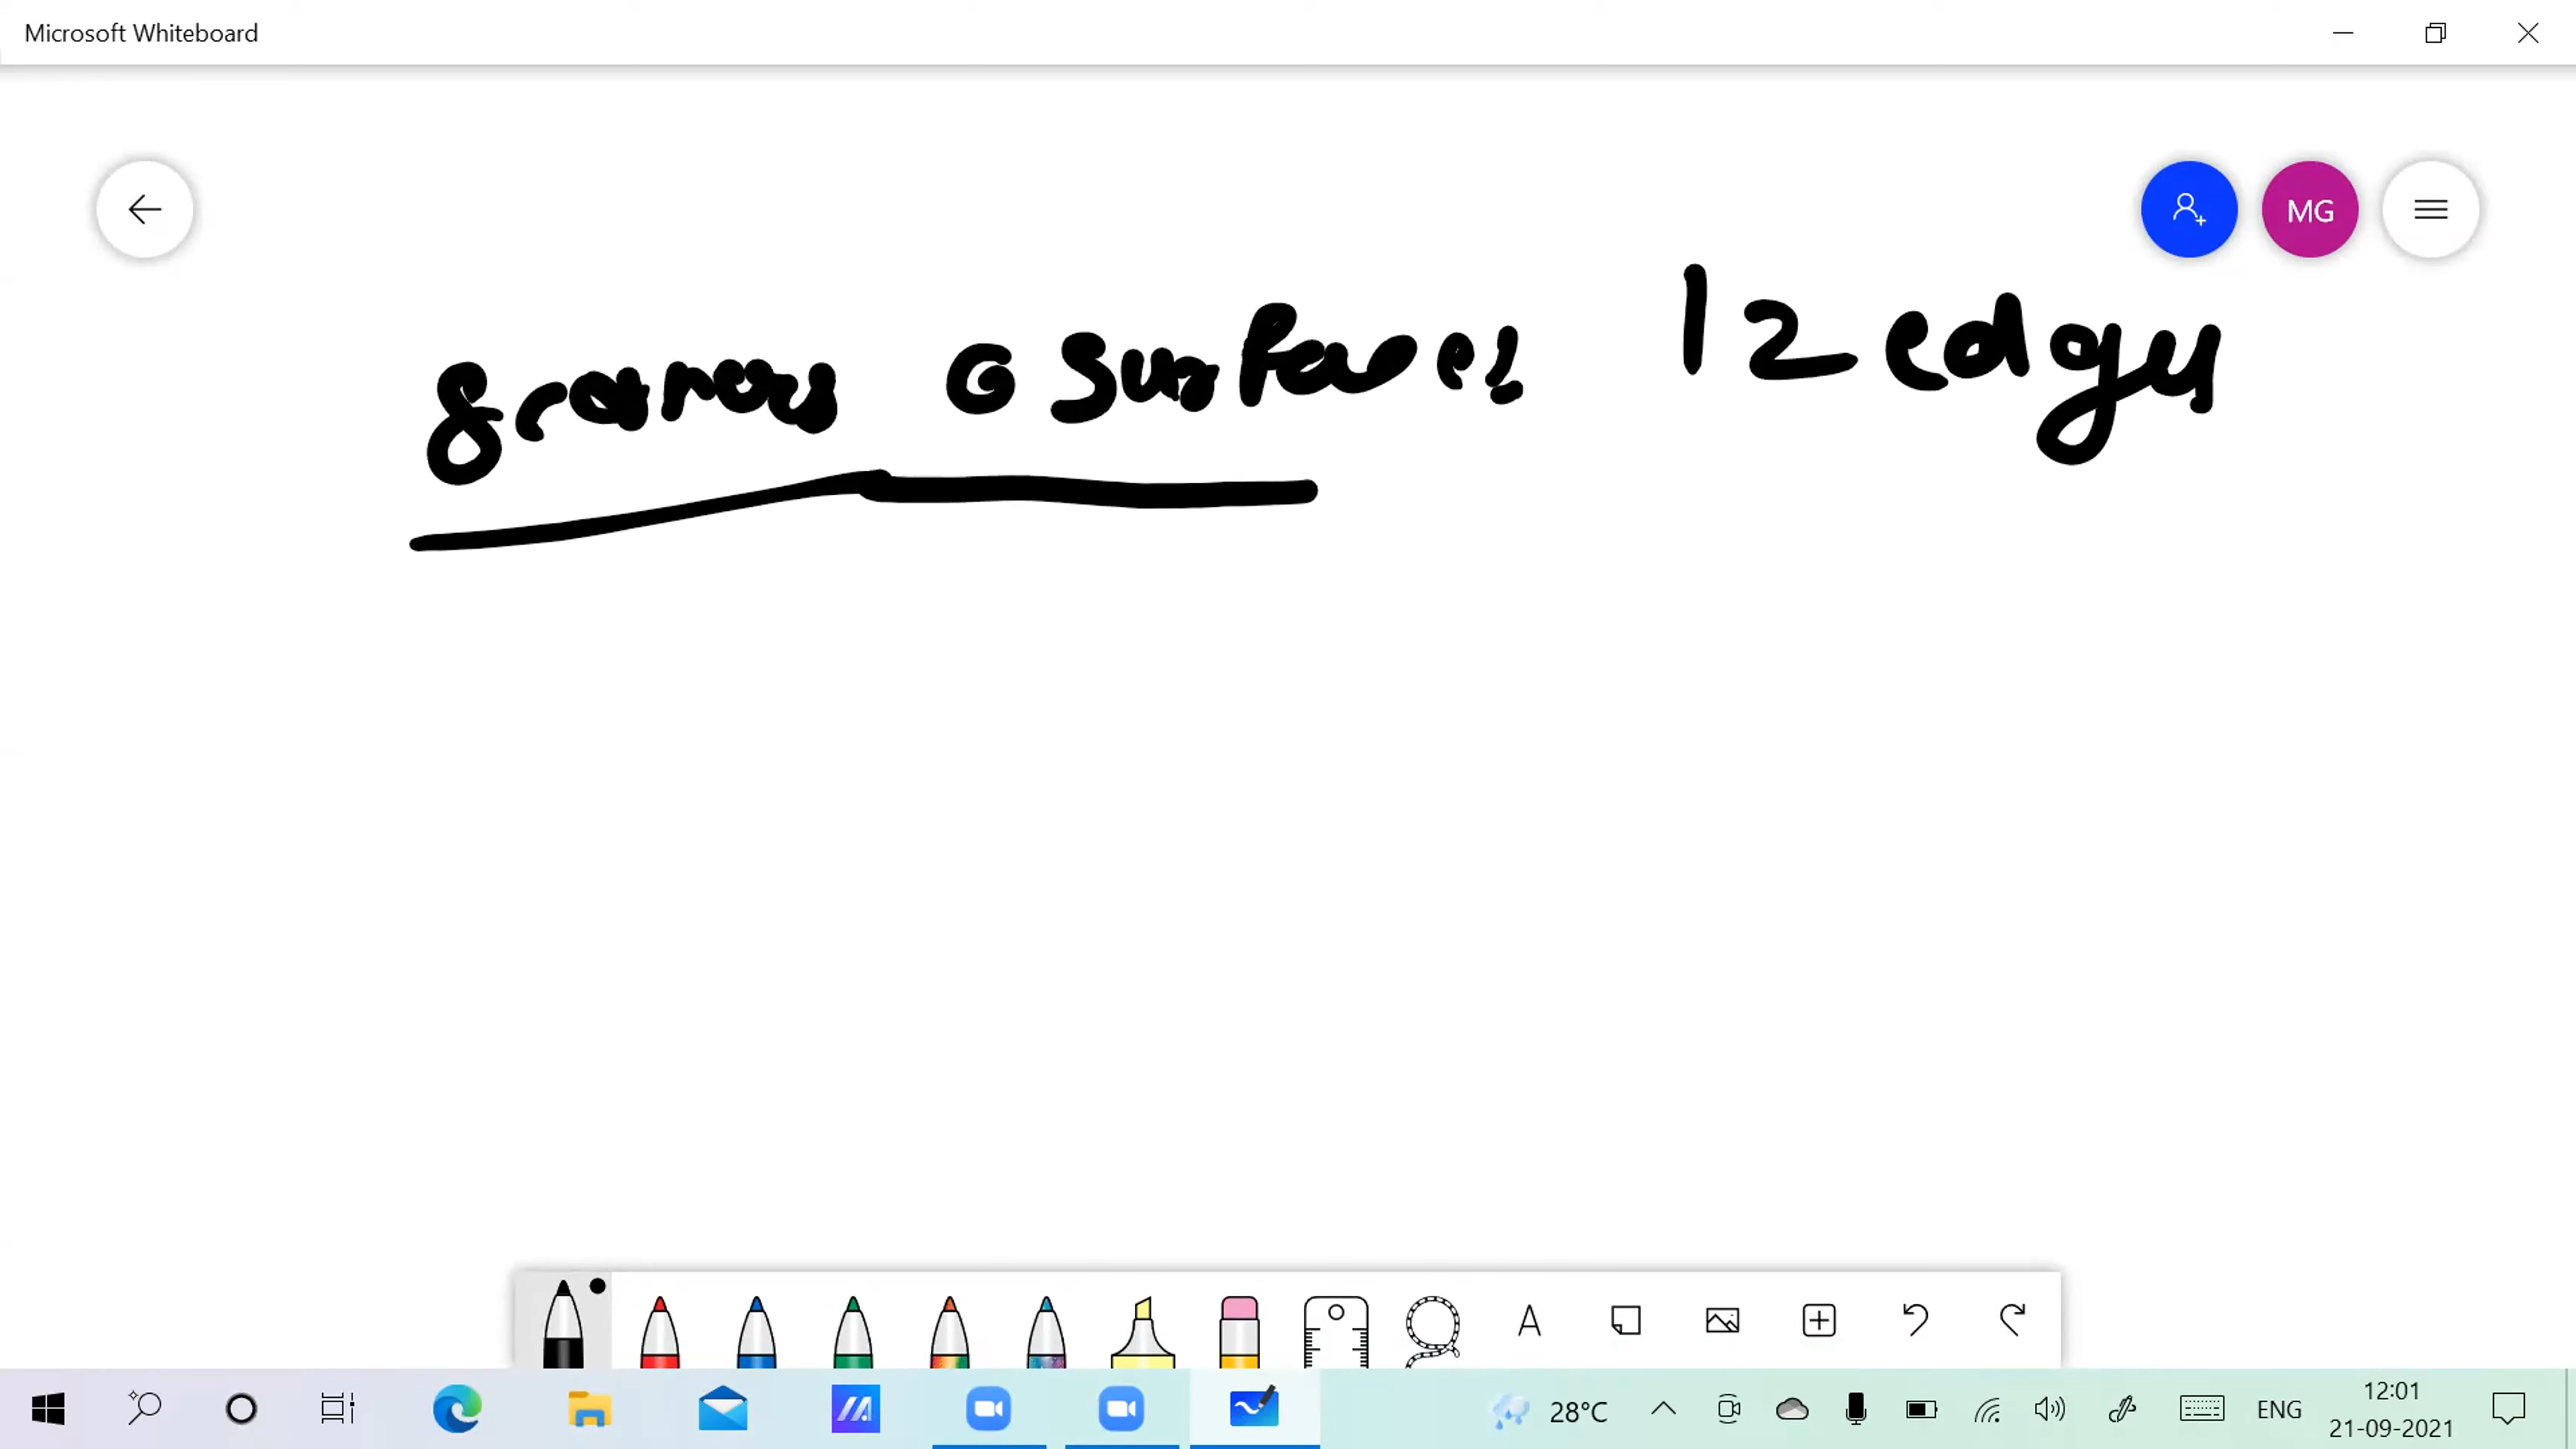 Microsoft Whiteboard
MG
8 corners 6 surfaces 12 edges
A
28°C
ENG
12:01
21-09-2021